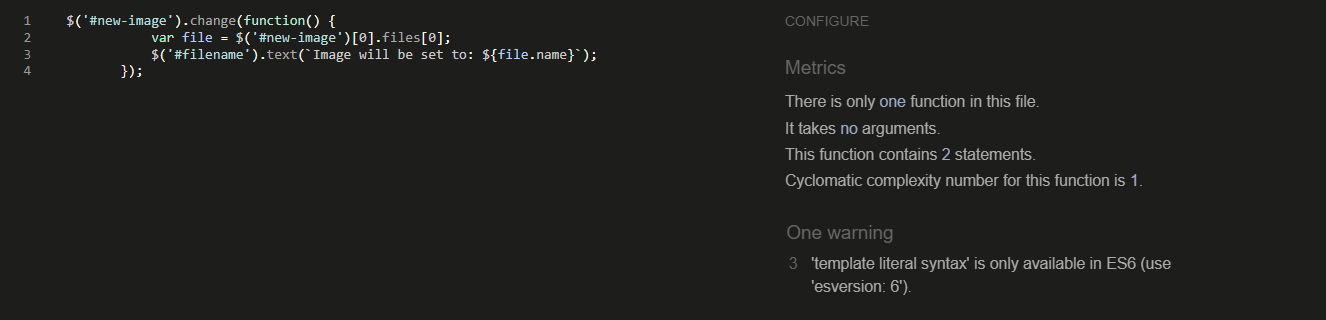 1 $('#new-image').change(function() {
2 var file = $('#new-image')[0].files[0];
3 $('#filename').text(`Image will be set to: ${file.name}`);
4 });
CONFIGURE
Metrics
There is only one function in this file.
It takes no arguments.
This function contains 2 statements.
Cyclomatic complexity number for this function is 1.
One warning
3 'template literal syntax' is only available in ES6 (use
'esversion: 6').